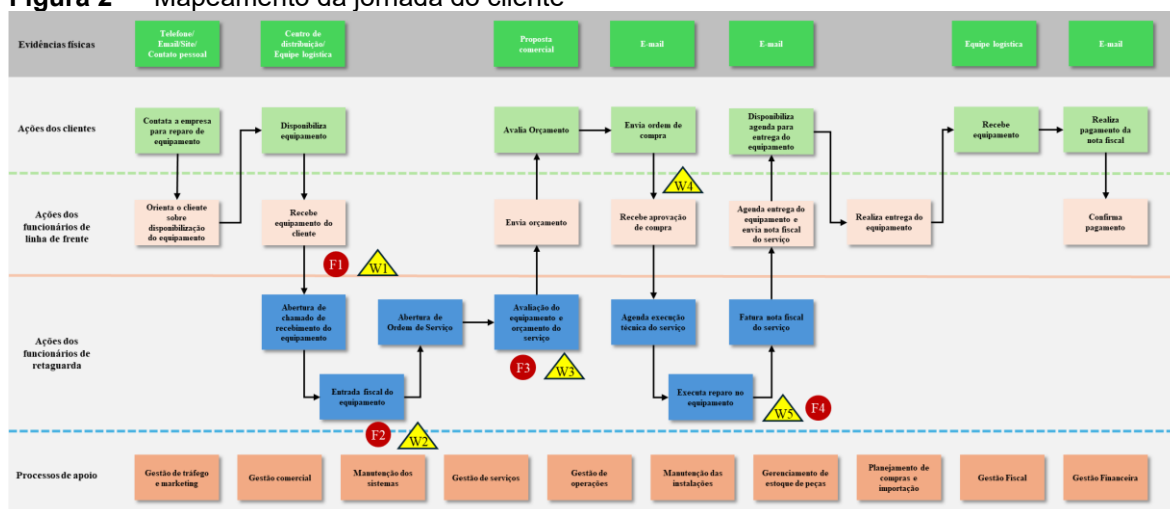 Figura 2 Mapeamento da jornada do cliente
Evidências físicas
Telefone/
Email/Site/
Contato pessoal
Centro de
distribuição/
Equipe logística
Proposta
comercial
E-mail
E-mail
Equipe logística
E-mail
Ações dos clientes
Contata a empresa
para reparo de
equipamento
Disponibiliza
equipamento
Avalia Orçamento
Envia ordem de
compra
Disponibiliza
agenda para
entrega do
equipamento
Recebe
equipamento
Realiza
pagamento da
nota fiscal
W4
Ações dos
funcionários de
linha de frente
Orienta o cliente
sobre
disponibilização
do equipamento
Recebe
equipamento do
cliente
Envia orçamento
Recebe aprovação
de compra
Agenda entrega do
equipamento e
envia nota fiscal
do serviço
Realiza entrega do
equipamento
Confirma
pagamento
F1
W1
Ações dos
funcionários de
retaguarda
Abertura de
chamado de
recebimento do
equipamento
Abertura de
Ordem de Serviço
Avaliação do
equipamento e
orçamento do
serviço
Agenda execução
técnica do serviço
Fatura nota fiscal
do serviço
F3
W3
Entrada fiscal do
equipamento
Executa reparo no
equipamento
W5
F4
F2
W2
Processos de apoio
Gestão de tráfego
e marketing
Gestão comercial
Manutenção dos
sistemas
Gestão de serviços
Gestão de
operações
Manutenção das
instalações
Gerenciamento de
estoque de peças
Planejamento de
compras e
importação
Gestão Fiscal
Gestão Financeira